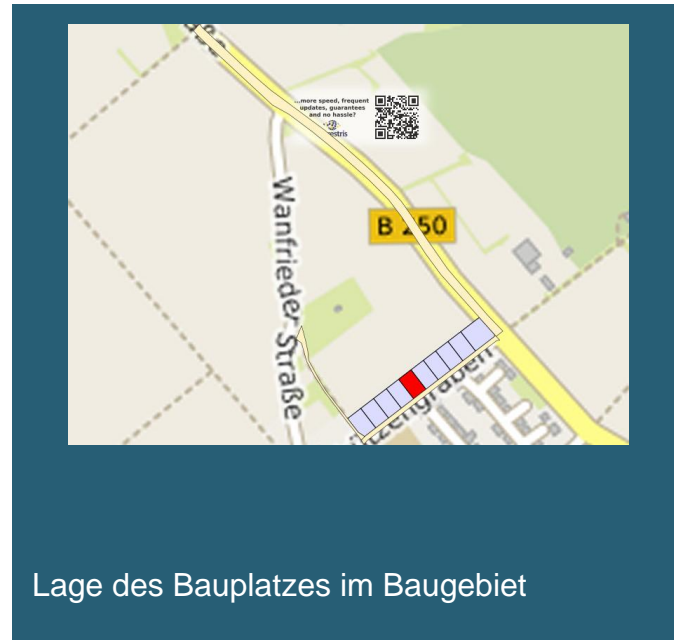 ...more speed, frequent
updates, guarantees
and no hassle?
Wanfrieder Straße
B 250
Lage des Bauplatzes im Baugebiet